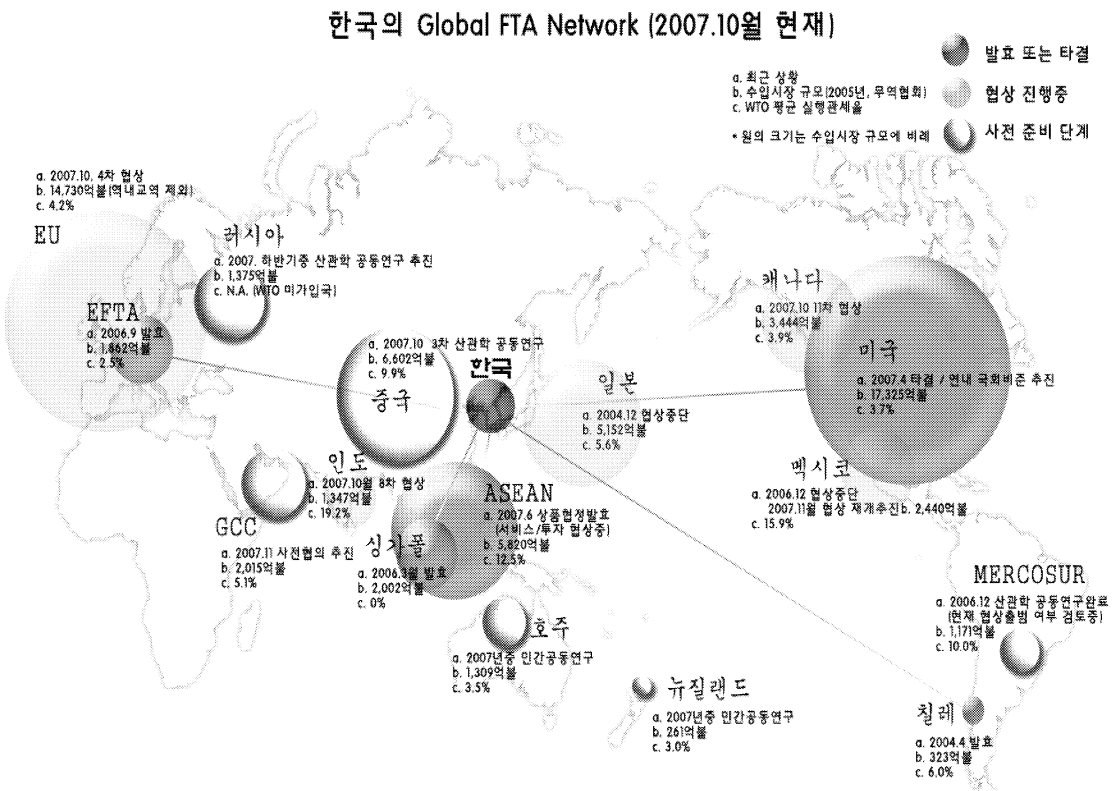 한국의 Global FTA Network (2007.10월 현재)
발효 또는 타결
a. 최근 상황
b. 수입시장 규모(2005년, 무역협회)
c. WTO 평균 실행관세율
협상 진행중
* 원의 크기는 수입시장 규모에 비례
사전 준비 단계
a. 2007.10. 4차 협상
b. 14,730억불(역내교역 제외)
c. 4.2%
EU
러시아
a. 2007. 하반기중 산관학 공동연구 추진
b. 1,375억불
c. N.A. (WTO 미가입국)
EFTA
a. 2006.9 발효
b. 1,862억불
c. 2.5%
a. 2007.10 3차 산관학 공동연구
b. 6,602억불
c. 9.9%
중국
한국
일본
a. 2004.12 협상중단
b. 5,152억불
c. 5.6%
캐나다
a. 2007.10 11차 협상
b. 3,444억불
c. 3.9%
미국
a. 2007.4 타결 / 연내 국회비준 추진
b. 17,325억불
c. 3.7%
멕시코
a. 2006.12 협상중단
2007.11월 협상 재개추진b. 2,440억불
c. 15.9%
인도
a. 2007.10월 8차 협상
b. 1,347억불
c. 19.2%
GCC
a. 2007.11 사전협의 추진
b. 2,015억불
c. 5.1%
ASEAN
a. 2007.6 상품협정발효
(서비스/투자 협상중)
b. 5,820억불
c. 12.5%
싱가폴
a. 2006.3월 발효
b. 2,002억불
c. 0%
호주
a. 2007년중 민간공동연구
b. 1,309억불
c. 3.5%
뉴질랜드
a. 2007년중 민간공동연구
b. 261억불
c. 3.0%
MERCOSUR
a. 2006.12 산관학 공동연구완료
(현재 협상출범 여부 검토중)
b. 1,171억불
c. 10.0%
칠레
a. 2004.4 발효
b. 323억불
c. 6.0%